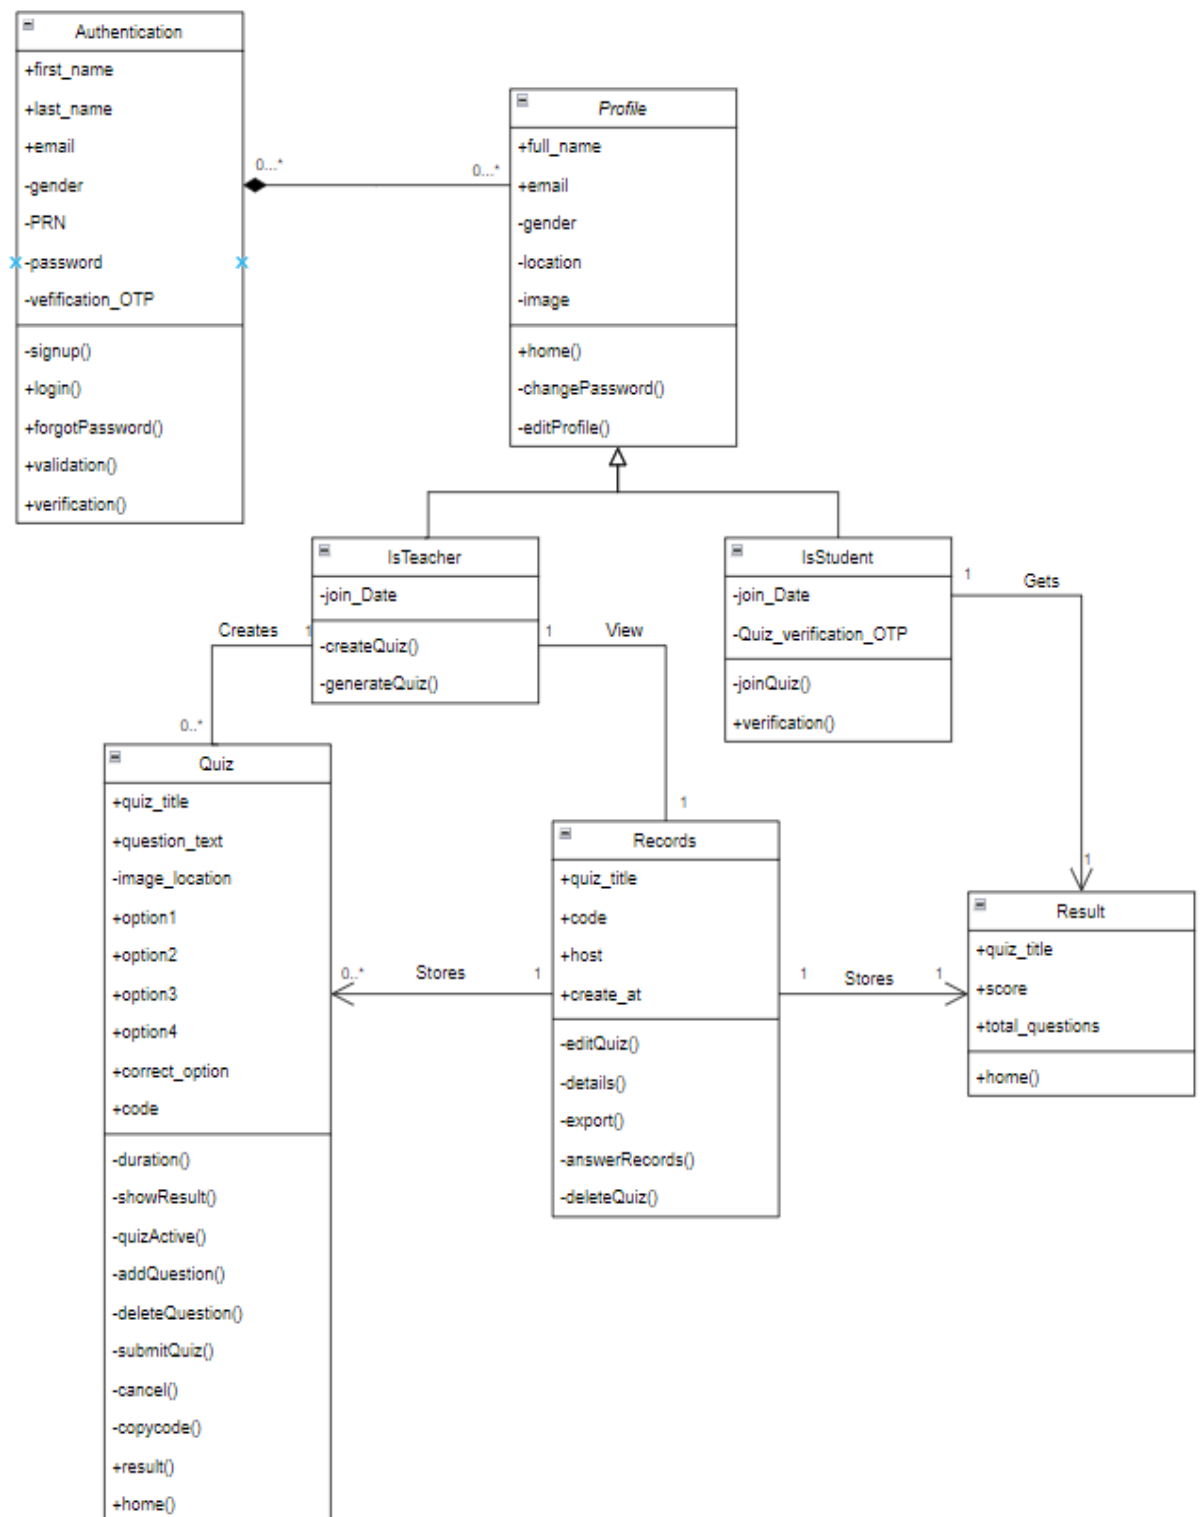 Authentication
+first_name
+last_name
+email
-gender
-PRN
-password
-vefification_OTP
-signup()
+login()
+forgotPassword()
+validation()
+verification()
0...*
0...*
Profile
+full_name
+email
-gender
-location
-image
+home()
-changePassword()
-editProfile()
IsTeacher
-join_Date
-createQuiz()
-generateQuiz()
IsStudent
-join_Date
-Quiz_verification_OTP
-joinQuiz()
+verification()
Creates
1
0..*
1
View
1
1
Gets
1
Quiz
+quiz_title
+question_text
-image_location
+option1
+option2
+option3
+option4
+correct_option
+code
-duration()
-showResult()
-quizActive()
-addQuestion()
-deleteQuestion()
-submitQuiz()
-cancel()
-copycode()
+result()
+home()
0..*
Stores
1
Records
+quiz_title
+code
+host
+create_at
-editQuiz()
-details()
-export()
-answerRecords()
-deleteQuiz()
1
Stores
1
Result
+quiz_title
+score
+total_questions
+home()